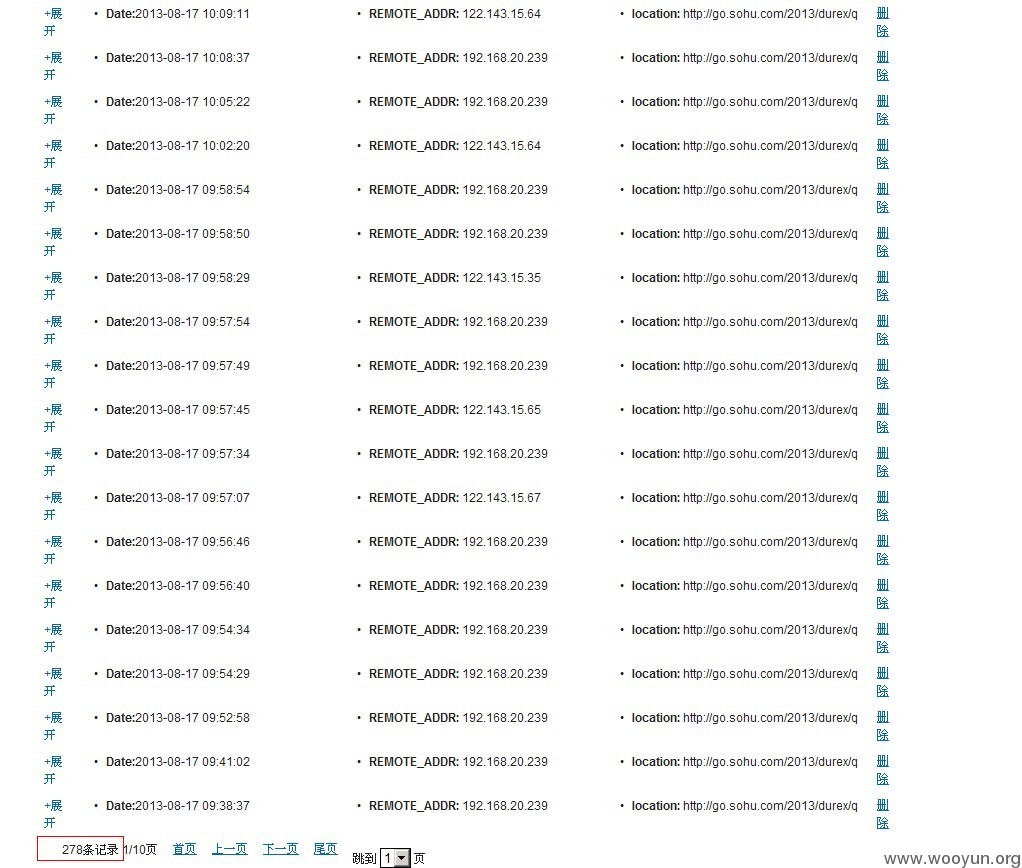 +展 • Date:2013-08-17 10:09:11 • REMOTE_ADDR: 122.143.15.64 • location: http://go.sohu.com/2013/durex/q 删
开 除
+展 • Date:2013-08-17 10:08:37 • REMOTE_ADDR: 192.168.20.239 • location: http://go.sohu.com/2013/durex/q 删
开 除
+展 • Date:2013-08-17 10:05:22 • REMOTE_ADDR: 192.168.20.239 • location: http://go.sohu.com/2013/durex/q 删
开 除
+展 • Date:2013-08-17 10:02:20 • REMOTE_ADDR: 122.143.15.64 • location: http://go.sohu.com/2013/durex/q 删
开 除
+展 • Date:2013-08-17 09:58:54 • REMOTE_ADDR: 192.168.20.239 • location: http://go.sohu.com/2013/durex/q 删
开 除
+展 • Date:2013-08-17 09:58:50 • REMOTE_ADDR: 192.168.20.239 • location: http://go.sohu.com/2013/durex/q 删
开 除
+展 • Date:2013-08-17 09:58:29 • REMOTE_ADDR: 122.143.15.35 • location: http://go.sohu.com/2013/durex/q 删
开 除
+展 • Date:2013-08-17 09:57:54 • REMOTE_ADDR: 192.168.20.239 • location: http://go.sohu.com/2013/durex/q 删
开 除
+展 • Date:2013-08-17 09:57:49 • REMOTE_ADDR: 192.168.20.239 • location: http://go.sohu.com/2013/durex/q 删
开 除
+展 • Date:2013-08-17 09:57:45 • REMOTE_ADDR: 122.143.15.65 • location: http://go.sohu.com/2013/durex/q 删
开 除
+展 • Date:2013-08-17 09:57:34 • REMOTE_ADDR: 192.168.20.239 • location: http://go.sohu.com/2013/durex/q 删
开 除
+展 • Date:2013-08-17 09:57:07 • REMOTE_ADDR: 122.143.15.67 • location: http://go.sohu.com/2013/durex/q 删
开 除
+展 • Date:2013-08-17 09:56:46 • REMOTE_ADDR: 192.168.20.239 • location: http://go.sohu.com/2013/durex/q 删
开 除
+展 • Date:2013-08-17 09:56:40 • REMOTE_ADDR: 192.168.20.239 • location: http://go.sohu.com/2013/durex/q 删
开 除
+展 • Date:2013-08-17 09:54:34 • REMOTE_ADDR: 192.168.20.239 • location: http://go.sohu.com/2013/durex/q 删
开 除
+展 • Date:2013-08-17 09:54:29 • REMOTE_ADDR: 192.168.20.239 • location: http://go.sohu.com/2013/durex/q 删
开 除
+展 • Date:2013-08-17 09:52:58 • REMOTE_ADDR: 192.168.20.239 • location: http://go.sohu.com/2013/durex/q 删
开 除
+展 • Date:2013-08-17 09:41:02 • REMOTE_ADDR: 192.168.20.239 • location: http://go.sohu.com/2013/durex/q 删
开 除
+展 • Date:2013-08-17 09:38:37 • REMOTE_ADDR: 192.168.20.239 • location: http://go.sohu.com/2013/durex/q 删
开 除
278条记录 1/10页 首页 上一页 下一页 尾页 跳到 1 页
www.wooyun.org